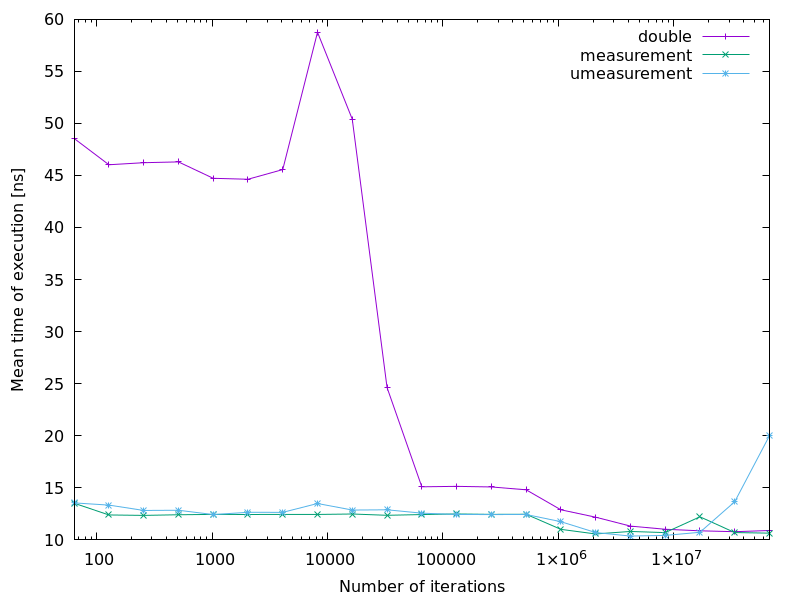 60
55
50
45
40
35
30
25
20
15
10
Mean time of execution [ns]
double
measurement
umeasurement
100 1000 10000 100000 1×10⁶ 1×10⁷
Number of iterations